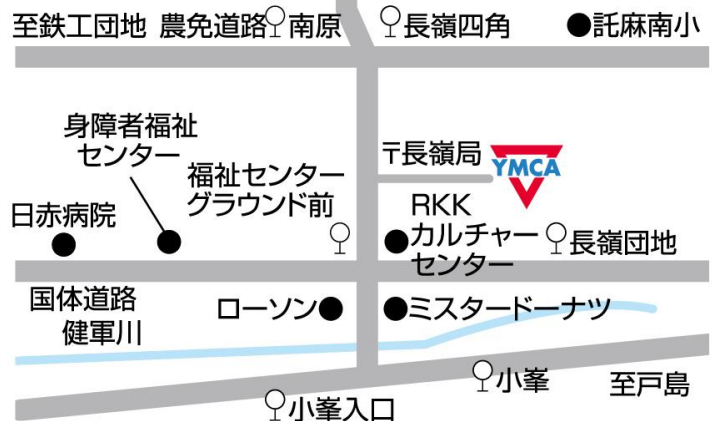 至鉄工団地 農免道路 南原 長嶺四角 ●託麻南小
身障者福祉
センター
〒長嶺局
YMCA
福祉センター
グラウンド前
日赤病院
RKK
カルチャー
センター
長嶺団地
国体道路
健軍川
ローソン●
●ミスタードーナツ
小峯
至戸島
小峯入口